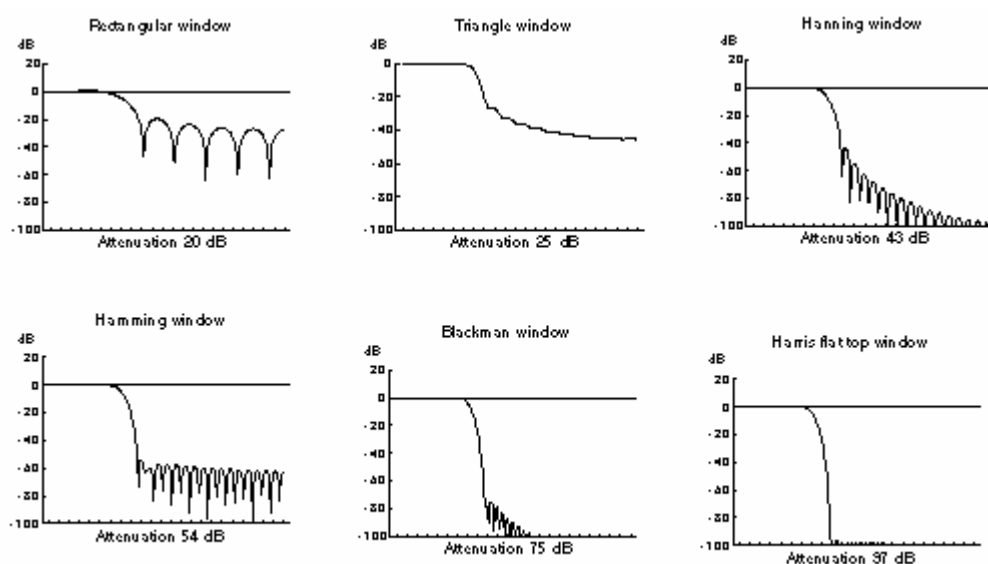 Rectangular window
dB
20
0
-20
-40
-60
-80
-100
Attenuation 20 dB
Triangle window
dB
20
0
-20
-40
-60
-80
-100
Attenuation 25 dB
Hanning window
dB
20
0
-20
-40
-60
-80
-100
Attenuation 43 dB
Hamming window
dB
20
0
-20
-40
-60
-80
-100
Attenuation 54 dB
Blackman window
dB
20
0
-20
-40
-60
-80
-100
Attenuation 75 dB
Harris flat top window
dB
20
0
-20
-40
-60
-80
-100
Attenuation dB